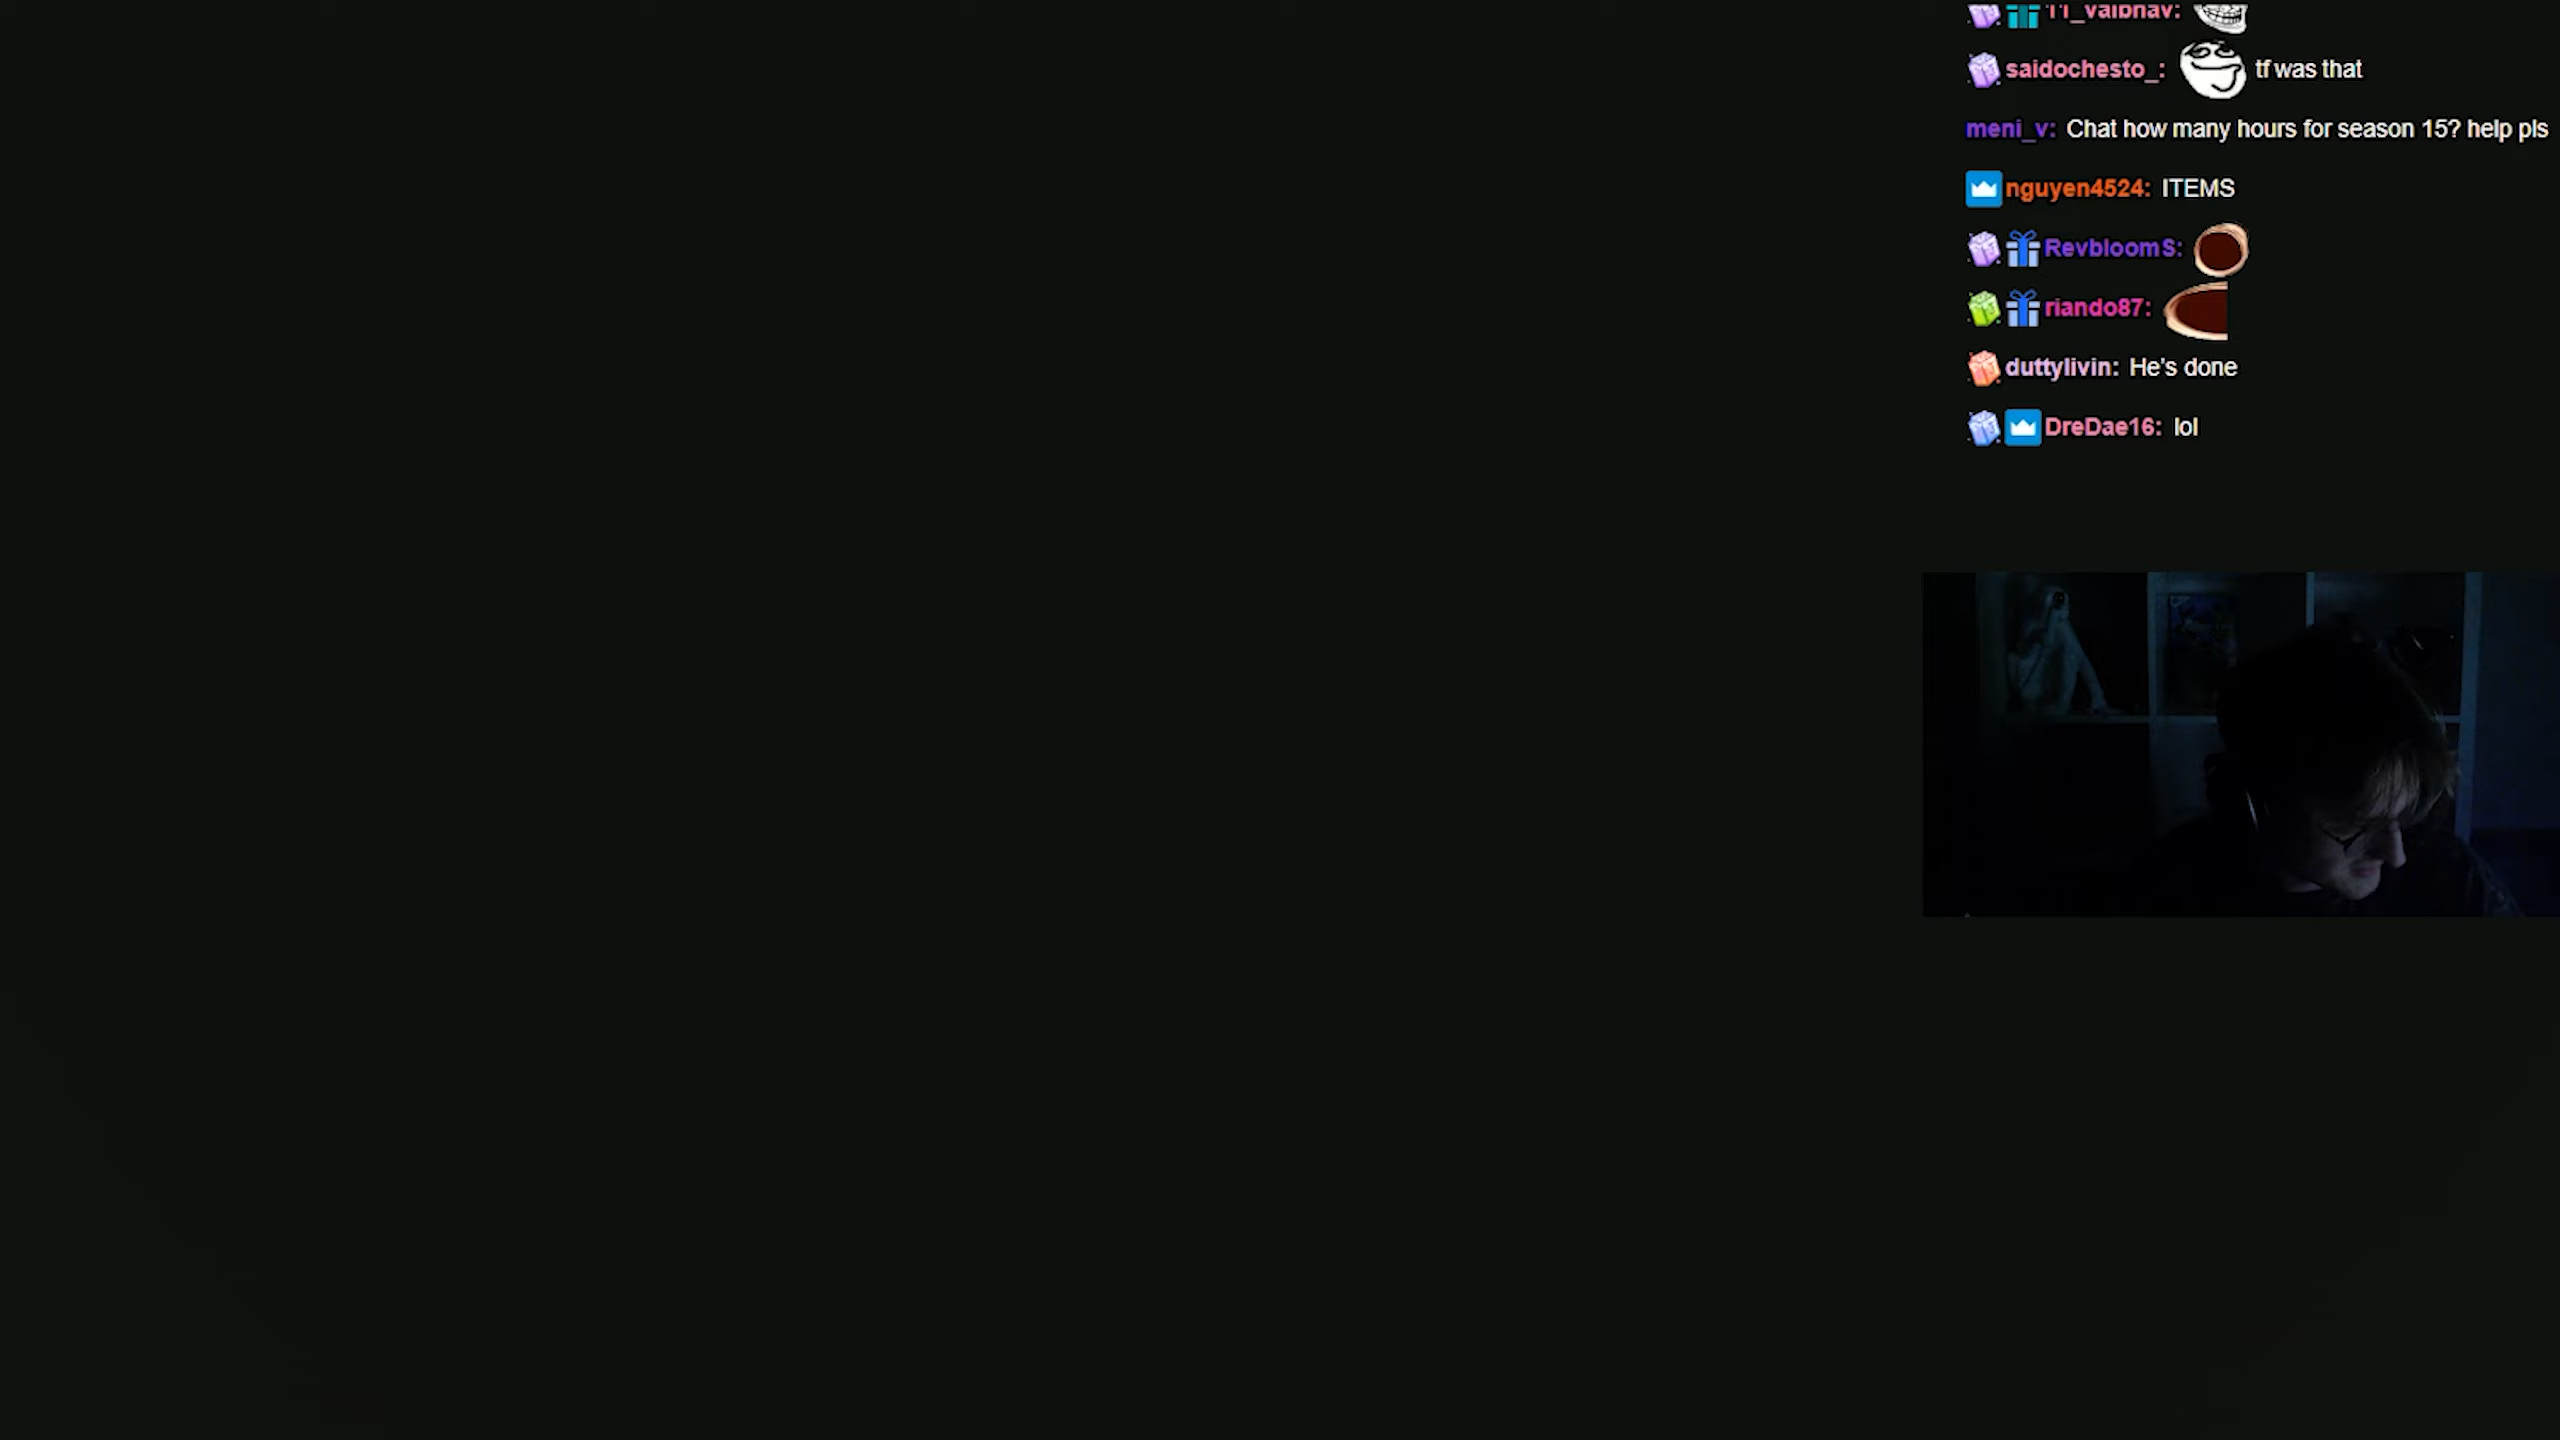 saidochesto_: tf was that
meni_v: Chat how many hours for season 15? help pls
nguyen4524: ITEMS
RevbloomS:
riando87:
duttylivin: He's done
DreDae16: lol